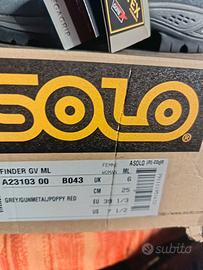 SOLO
®
FINDER GV ML
FEMME
WOMAN ML
A23103 00 B043
UK 6
CM 25
GREY/GUNMETAL/POPPY RED
EU 39 1/3
US 7 1/2
subito